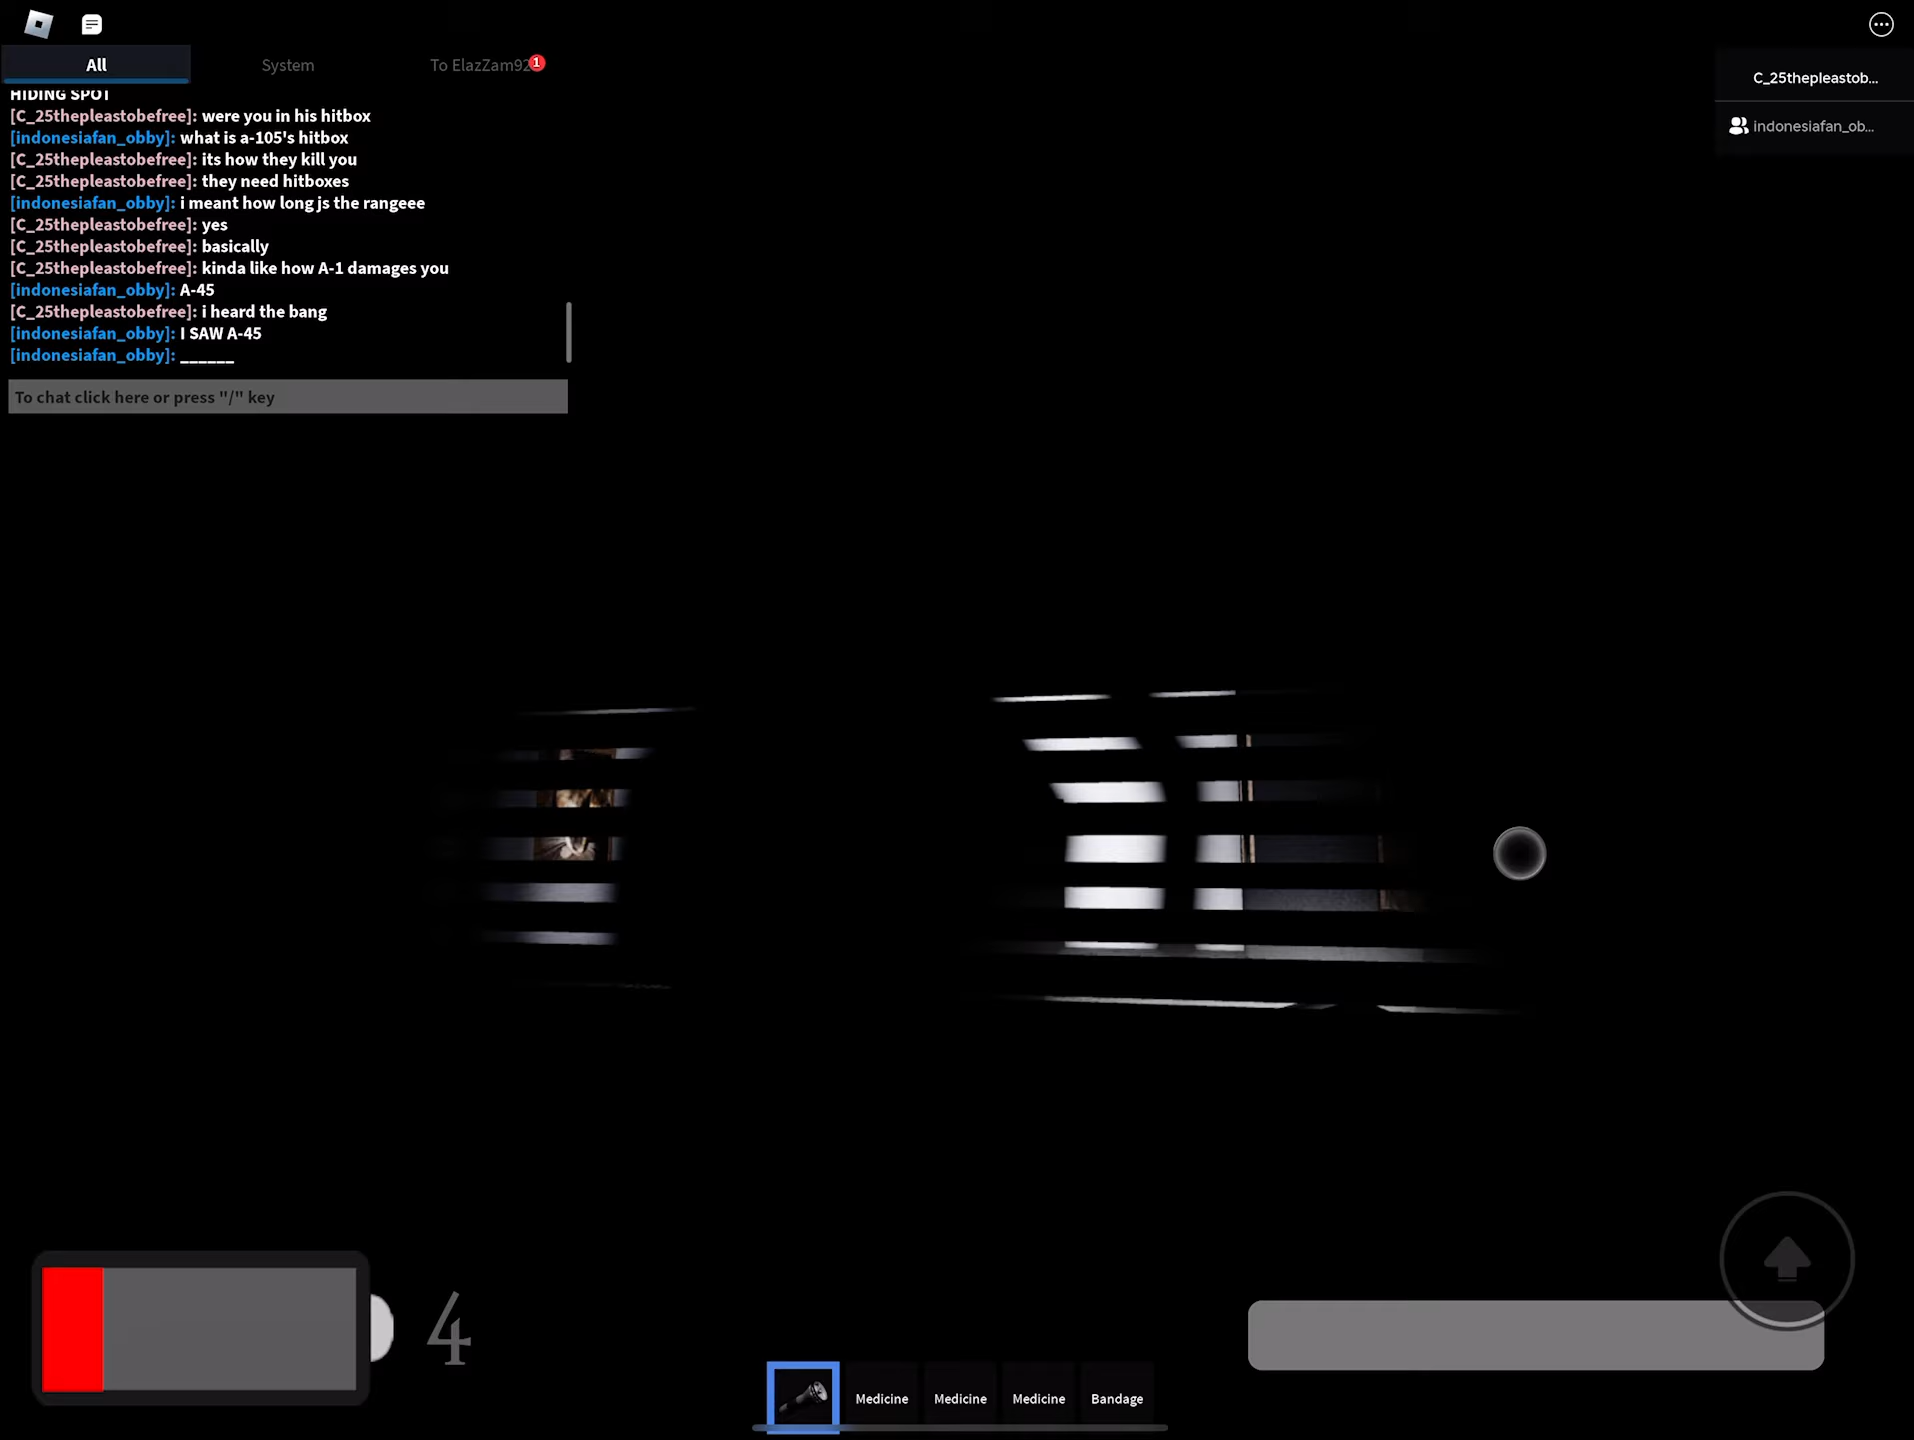 All
System
To ElazZam92
1
HIDING SPOT
[C_25thepleastobefree]: were you in his hitbox
[indonesiafan_obby]: what is a-105's hitbox
[C_25thepleastobefree]: its how they kill you
[C_25thepleastobefree]: they need hitboxes
[indonesiafan_obby]: i meant how long js the rangeee
[C_25thepleastobefree]: yes
[C_25thepleastobefree]: basically
[C_25thepleastobefree]: kinda like how A-1 damages you
[indonesiafan_obby]: A-45
[C_25thepleastobefree]: i heard the bang
[indonesiafan_obby]: I SAW A-45
[indonesiafan_obby]: ______
To chat click here or press "/" key
C_25thepleastob...
indonesiafan_ob...
4
Medicine
Medicine
Medicine
Bandage